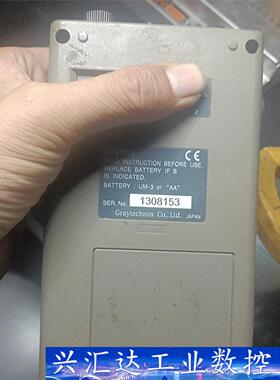 CAUTION
READ INSTRUCTION BEFORE USE.
REPLACE BATTERY IF B
IS INDICATED.
BATTERY : UM-3 or "AA"
SER. No. 1308153
Graytechnos Co., Ltd. JAPAN
兴汇达工业数控